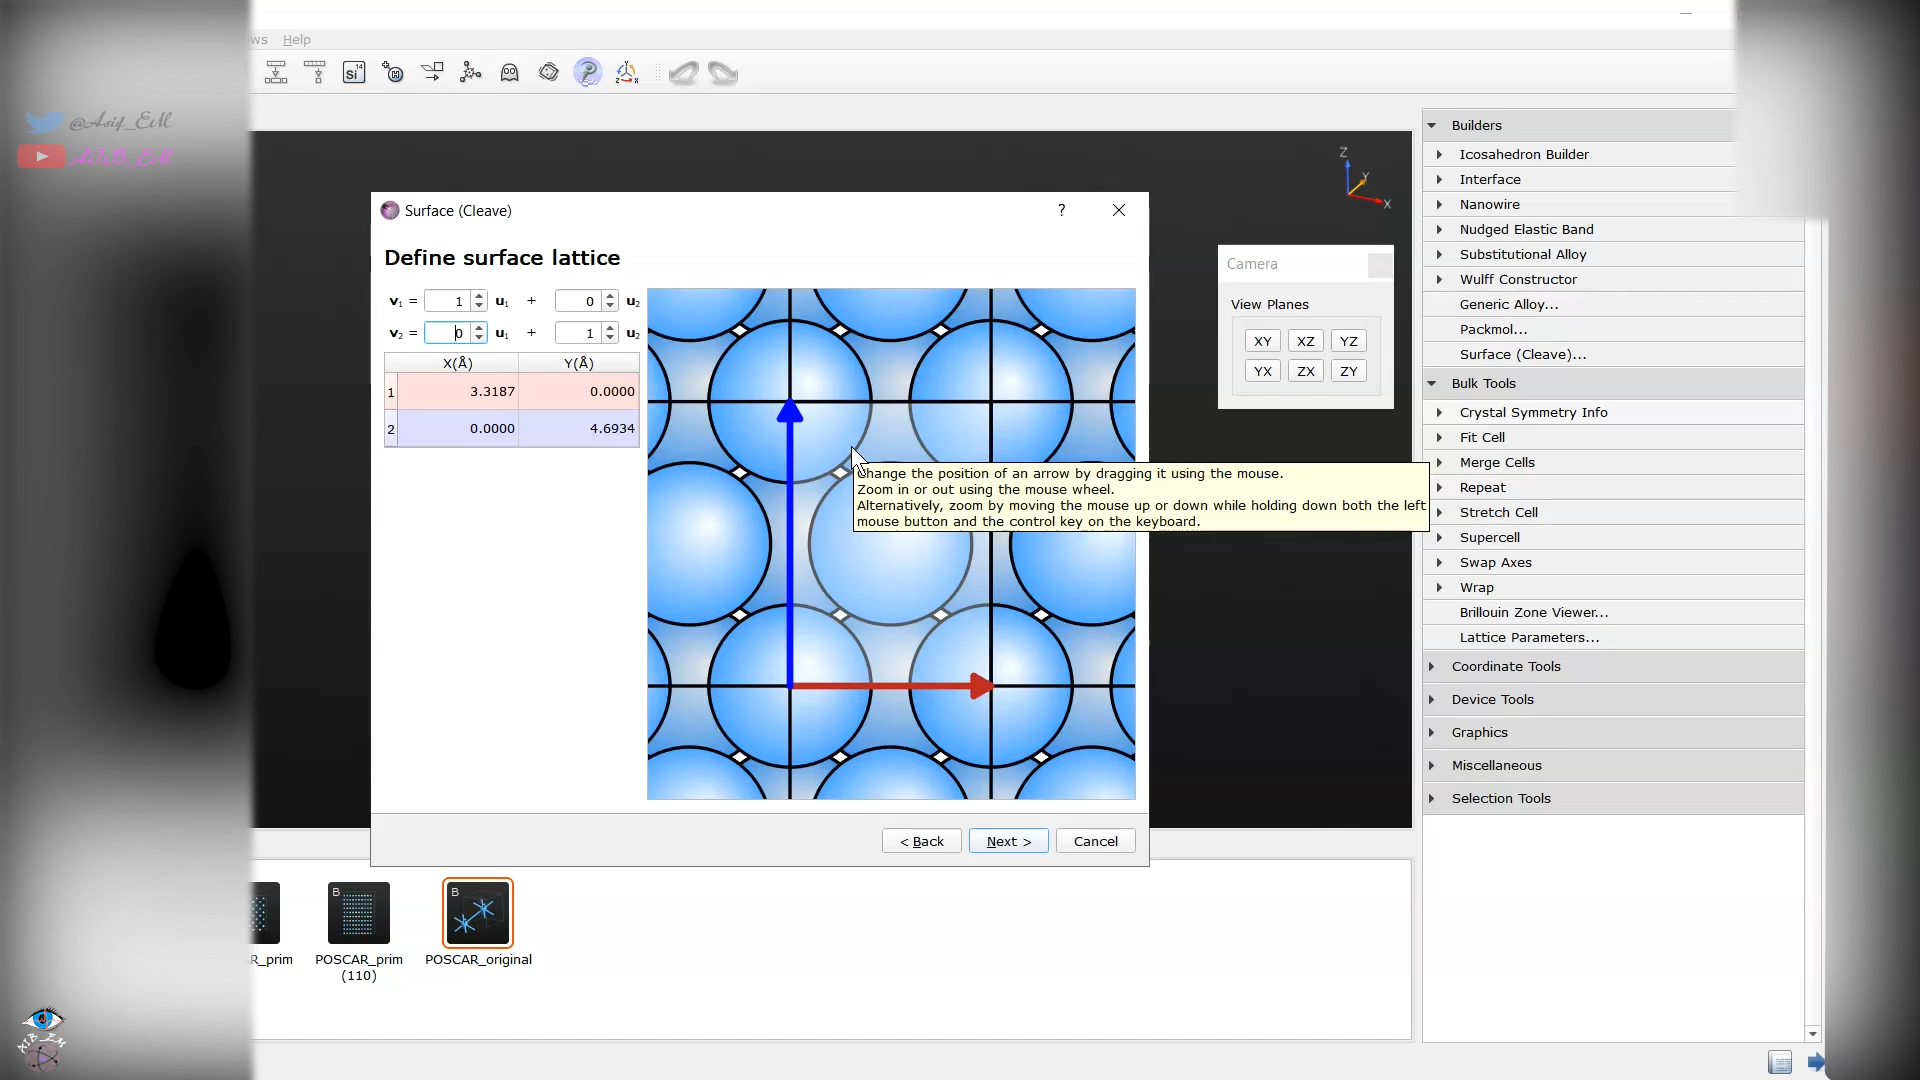 ws Help
Si 14
@Asif_EM
AIB_EM
Surface (Cleave)
?
Define surface lattice
v1 = 1 u1 + 0 u2
v2 = 0 u1 + 1 u2
X(Å) Y(Å)
1 3.3187 0.0000
2 0.0000 4.6934
Change the position of an arrow by dragging it using the mouse.
Zoom in or out using the mouse wheel.
Alternatively, zoom by moving the mouse up or down while holding down both the left
mouse button and the control key on the keyboard.
< Back Next > Cancel
Z
Y
X
Camera
View Planes
XY XZ YZ
YX ZX ZY
Builders
Icosahedron Builder
Interface
Nanowire
Nudged Elastic Band
Substitutional Alloy
Wulff Constructor
Generic Alloy...
Packmol...
Surface (Cleave)...
Bulk Tools
Crystal Symmetry Info
Fit Cell
Merge Cells
Repeat
Stretch Cell
Supercell
Swap Axes
Wrap
Brillouin Zone Viewer...
Lattice Parameters...
Coordinate Tools
Device Tools
Graphics
Miscellaneous
Selection Tools
B B
R_prim POSCAR_prim POSCAR_original
(110)
AIB_EM